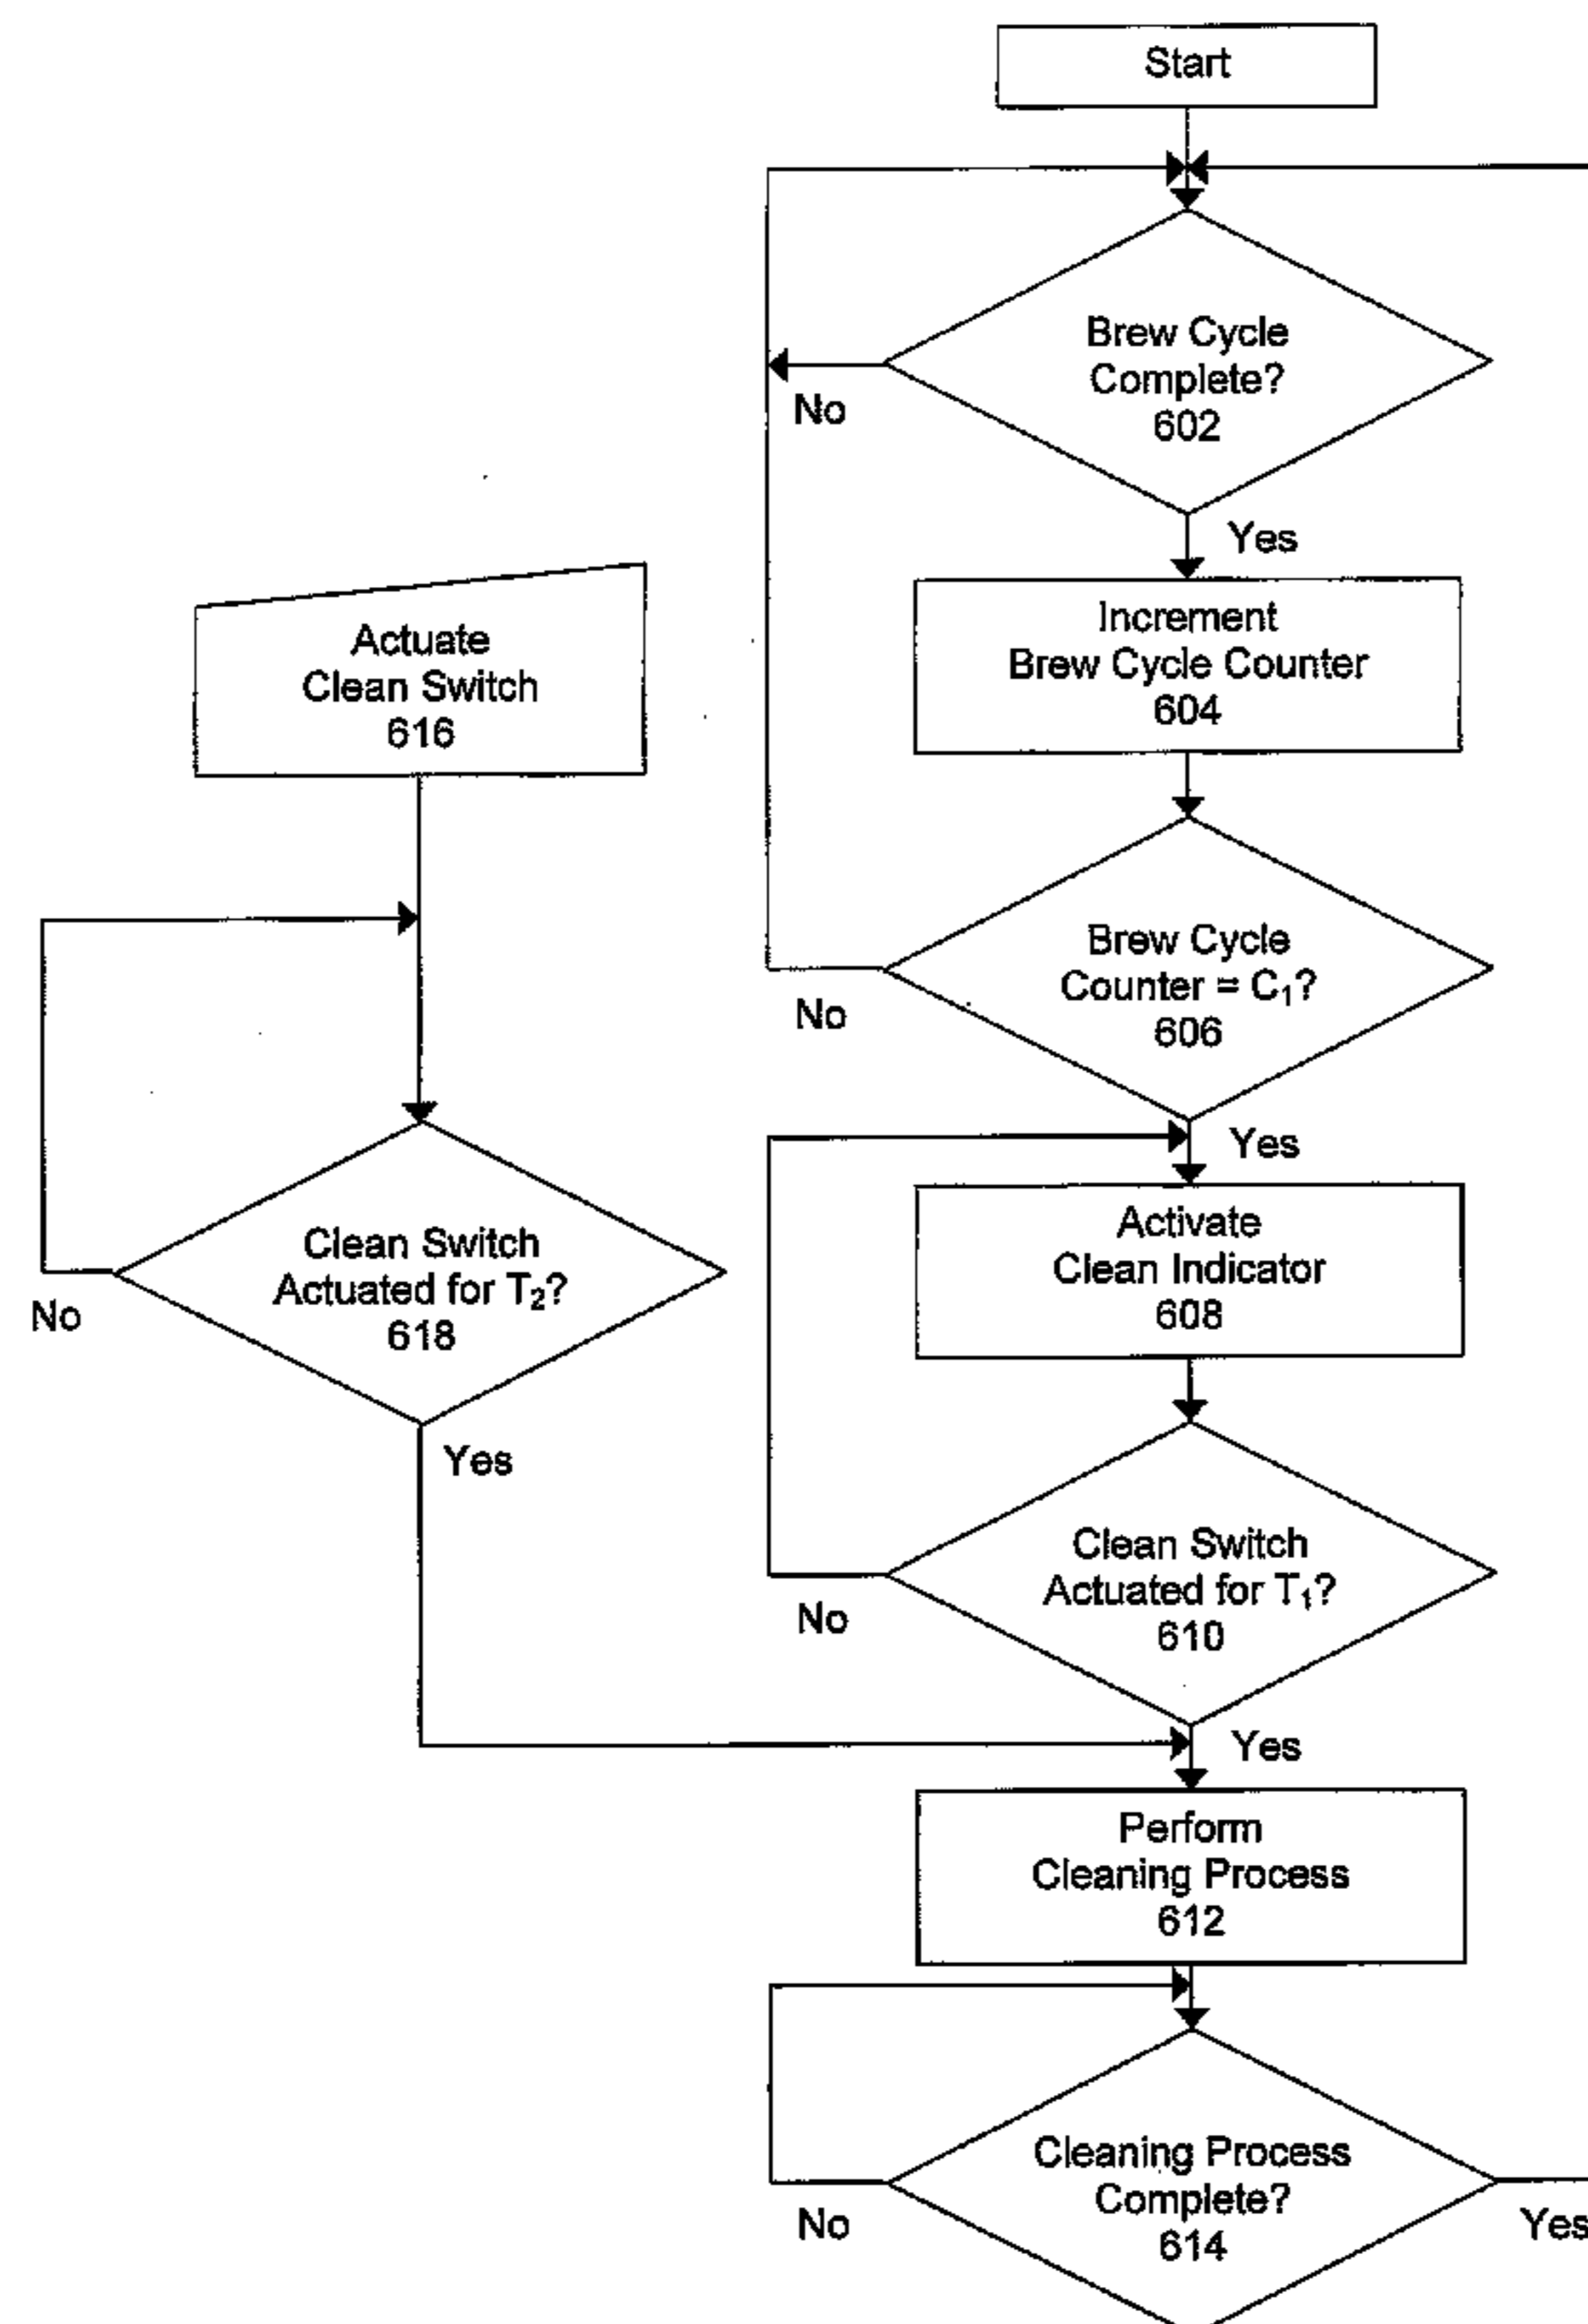 Start
Brew Cycle
Complete?
602
No
Yes
Increment
Brew Cycle Counter
604
Actuate
Clean Switch
616
Brew Cycle
Counter = C₁?
606
No
Yes
Activate
Clean Indicator
608
Clean Switch
Actuated for T₂?
618
No
Yes
Clean Switch
Actuated for T₁?
610
No
Yes
Perform
Cleaning Process
612
Cleaning Process
Complete?
614
No
Yes